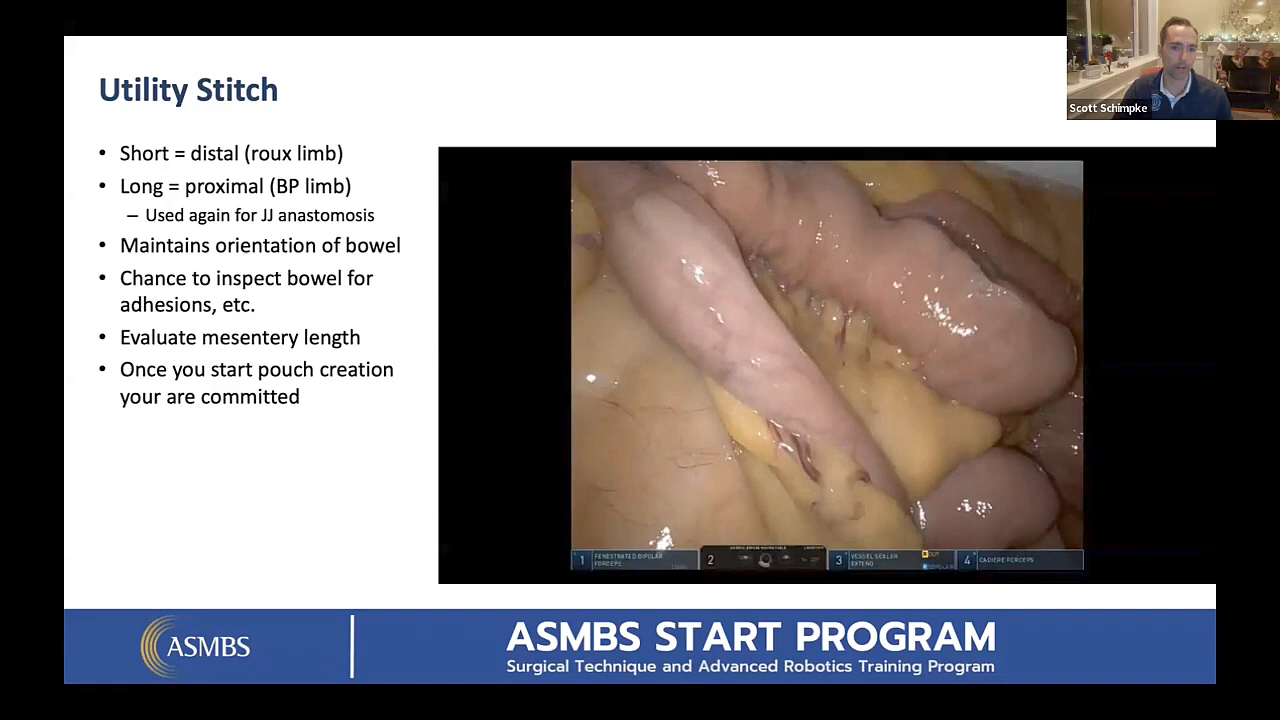 Scott Schimpke
Utility Stitch
• Short = distal (roux limb)
• Long = proximal (BP limb)
– Used again for JJ anastomosis
• Maintains orientation of bowel
• Chance to inspect bowel for
adhesions, etc.
• Evaluate mesentery length
• Once you start pouch creation
your are committed
1 FENESTRATED BIPOLAR
FORCEPS
2
3 VESSEL SEALER
EXTEND
OUT
4 CADIERE FORCEPS
ASMBS
ASMBS START PROGRAM
Surgical Technique and Advanced Robotics Training Program